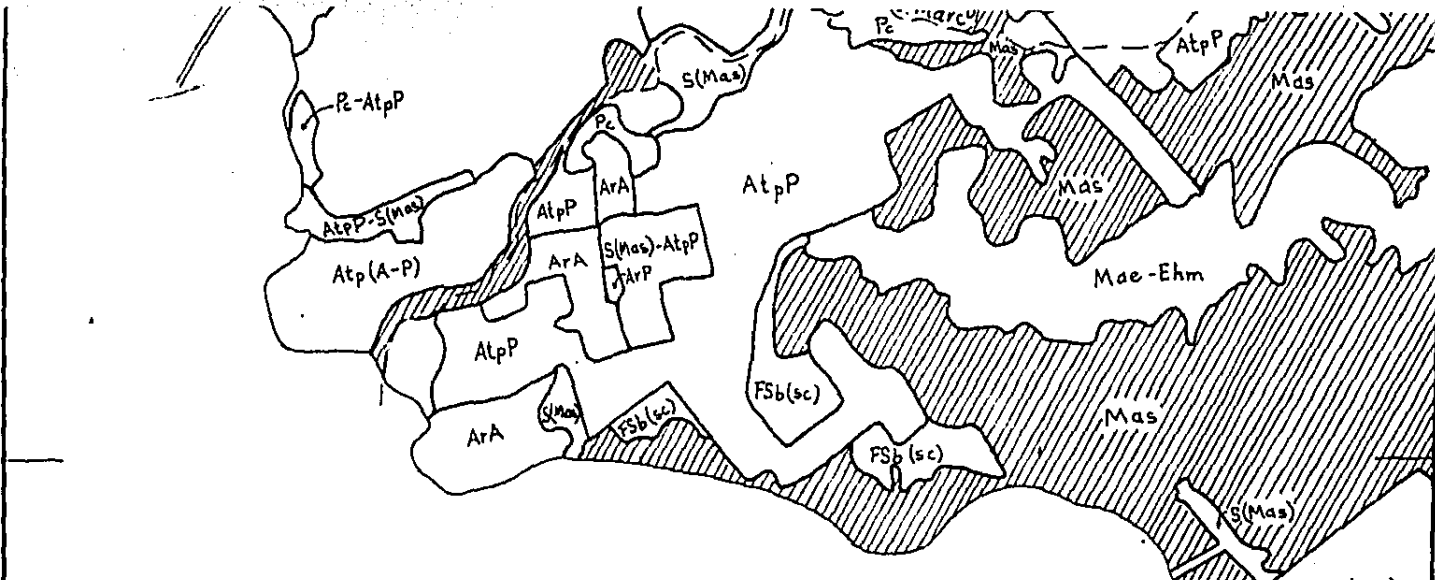 Pc
Mas
AtpP
S(Mas)
Mas
Pc-AtpP
Pc
ArA
AtpP
Mas
AtpP-S(Mas)
AtpP
S(Mas)-AtpP
Atp(A-P)
ArA
ArP
Mae-Ehm
AtpP
FSb(sc)
S(Mas)
FSb(sc)
Mas
ArA
FSb(sc)
S(Mas)